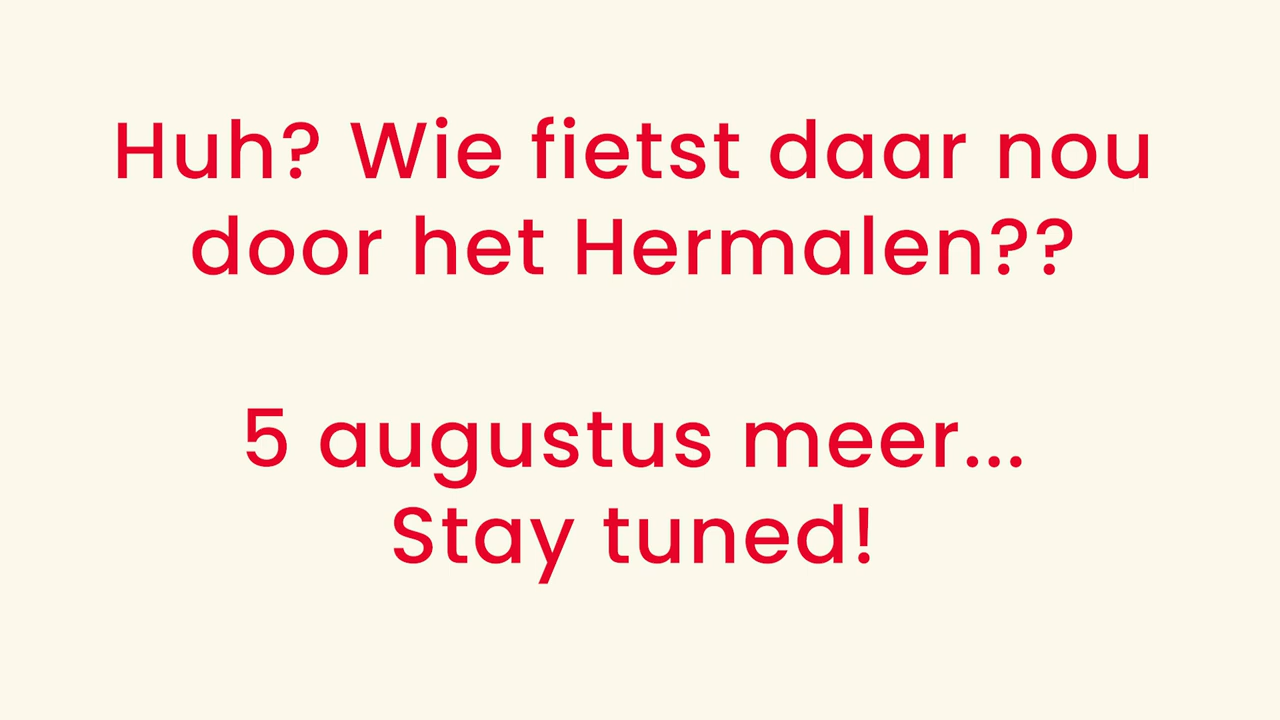 Huh? Wie fietst daar nou
door het Hermalen??
5 augustus meer...
Stay tuned!